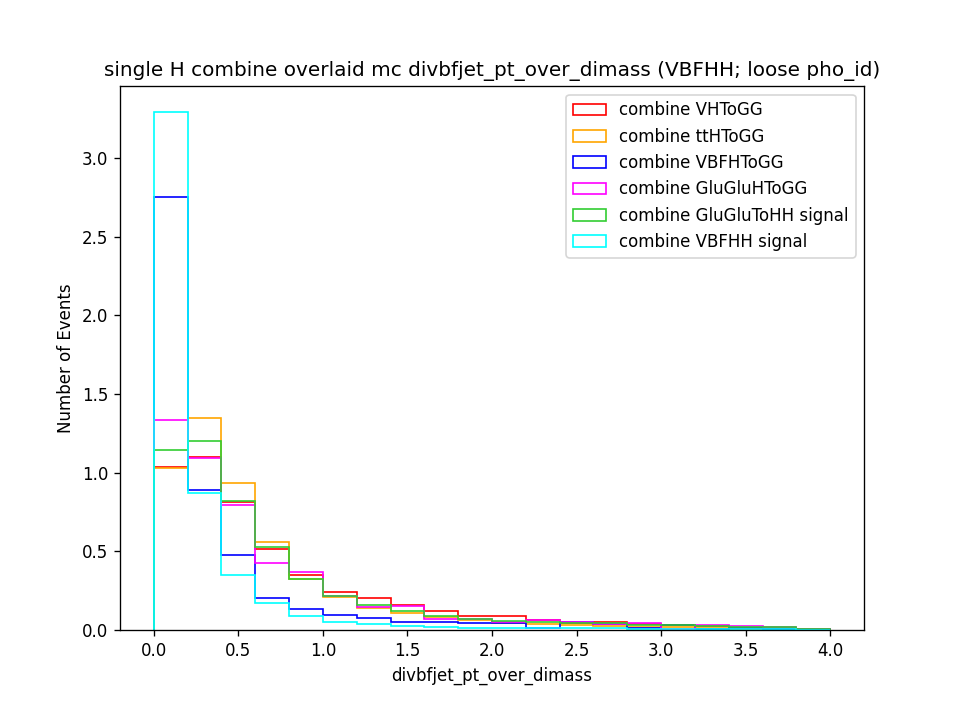 single H combine overlaid mc divbfjet_pt_over_dimass (VBFHH; loose pho_id)
combine VHToGG
combine ttHToGG
combine VBFHToGG
combine GluGluHToGG
combine GluGluToHH signal
combine VBFHH signal
Number of Events
3.0
2.5
2.0
1.5
1.0
0.5
0.0
0.0 0.5 1.0 1.5 2.0 2.5 3.0 3.5 4.0
divbfjet_pt_over_dimass